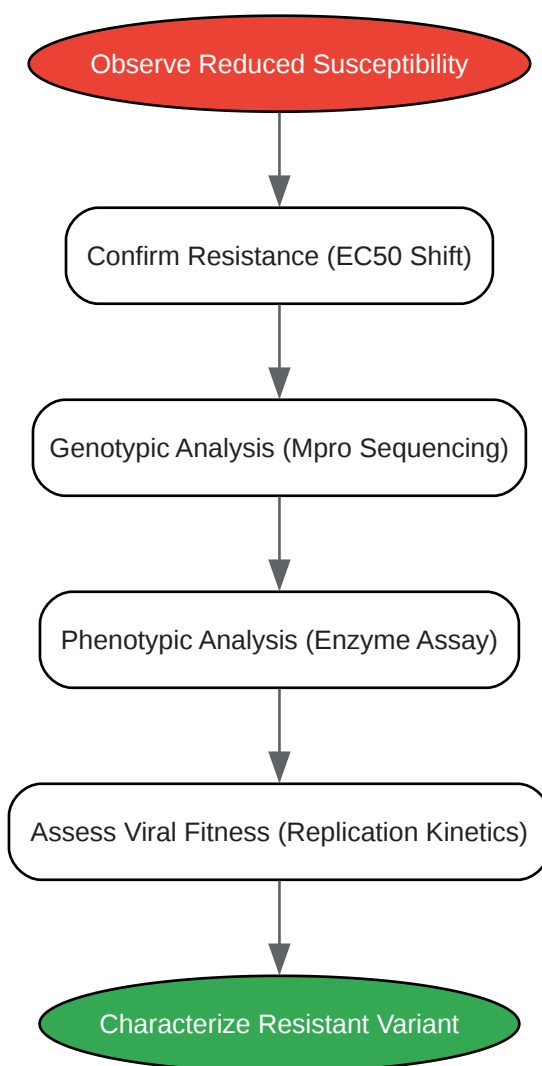 Observe Reduced Susceptibility
Confirm Resistance (EC50 Shift)
Genotypic Analysis (Mpro Sequencing)
Phenotypic Analysis (Enzyme Assay)
Assess Viral Fitness (Replication Kinetics)
Characterize Resistant Variant